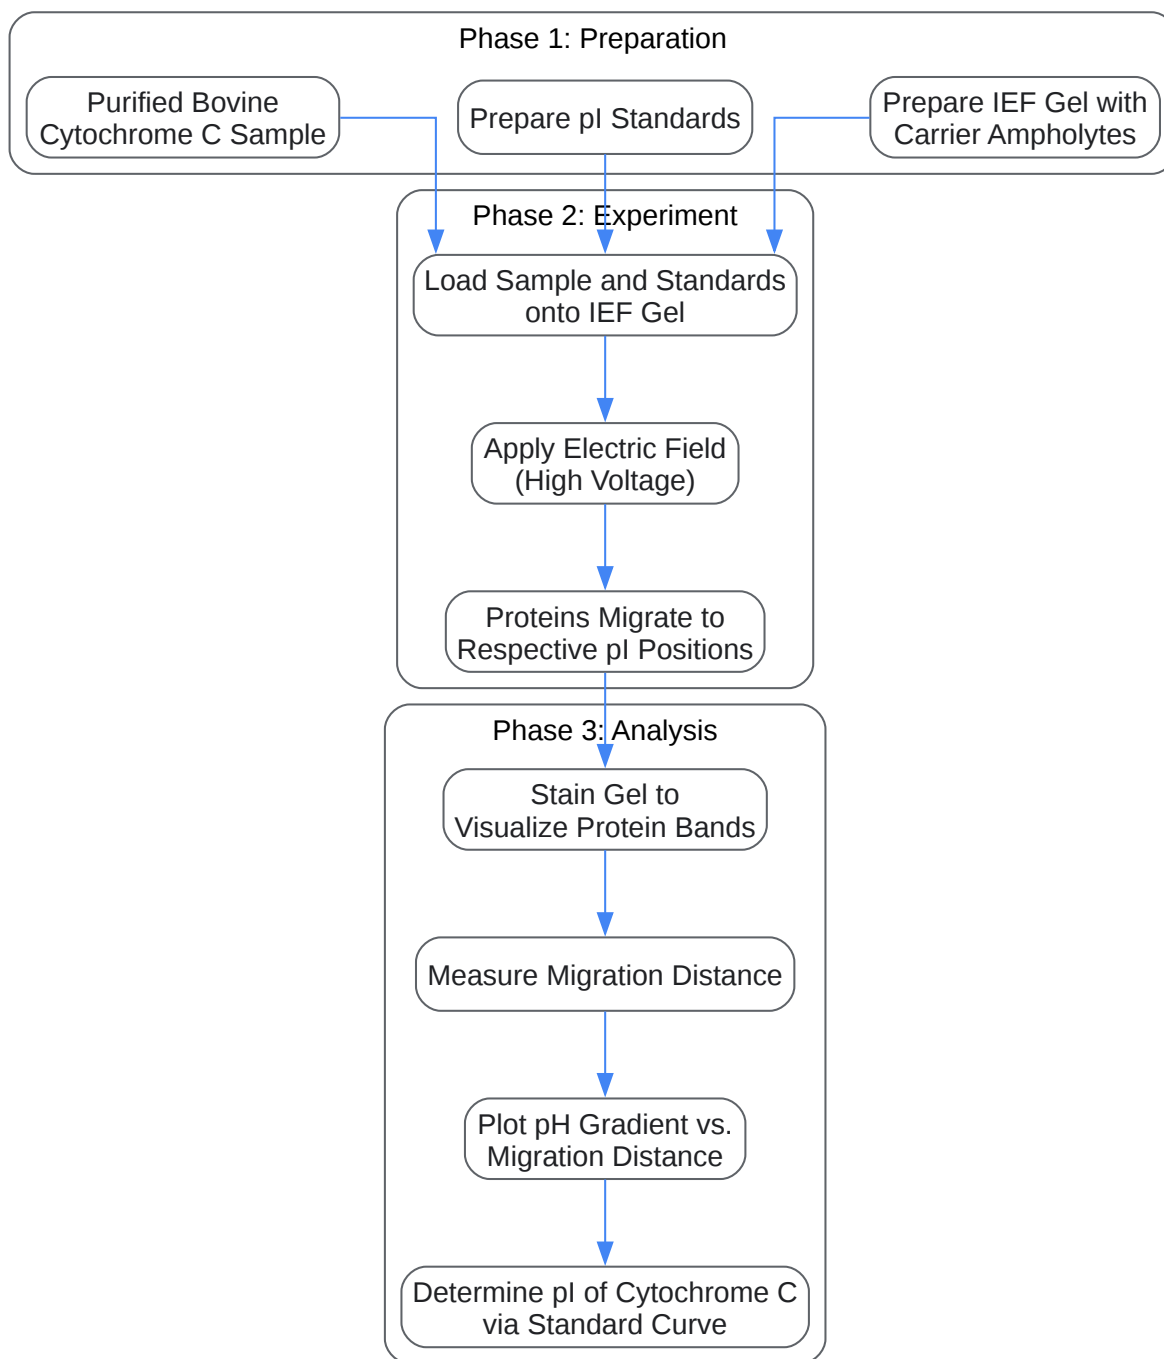 Phase 1: Preparation
Purified Bovine
Cytochrome C Sample
Prepare pI Standards
Prepare IEF Gel with
Carrier Ampholytes
Phase 2: Experiment
Load Sample and Standards
onto IEF Gel
Apply Electric Field
(High Voltage)
Proteins Migrate to
Respective pI Positions
Phase 3: Analysis
Stain Gel to
Visualize Protein Bands
Measure Migration Distance
Plot pH Gradient vs.
Migration Distance
Determine pI of Cytochrome C
via Standard Curve